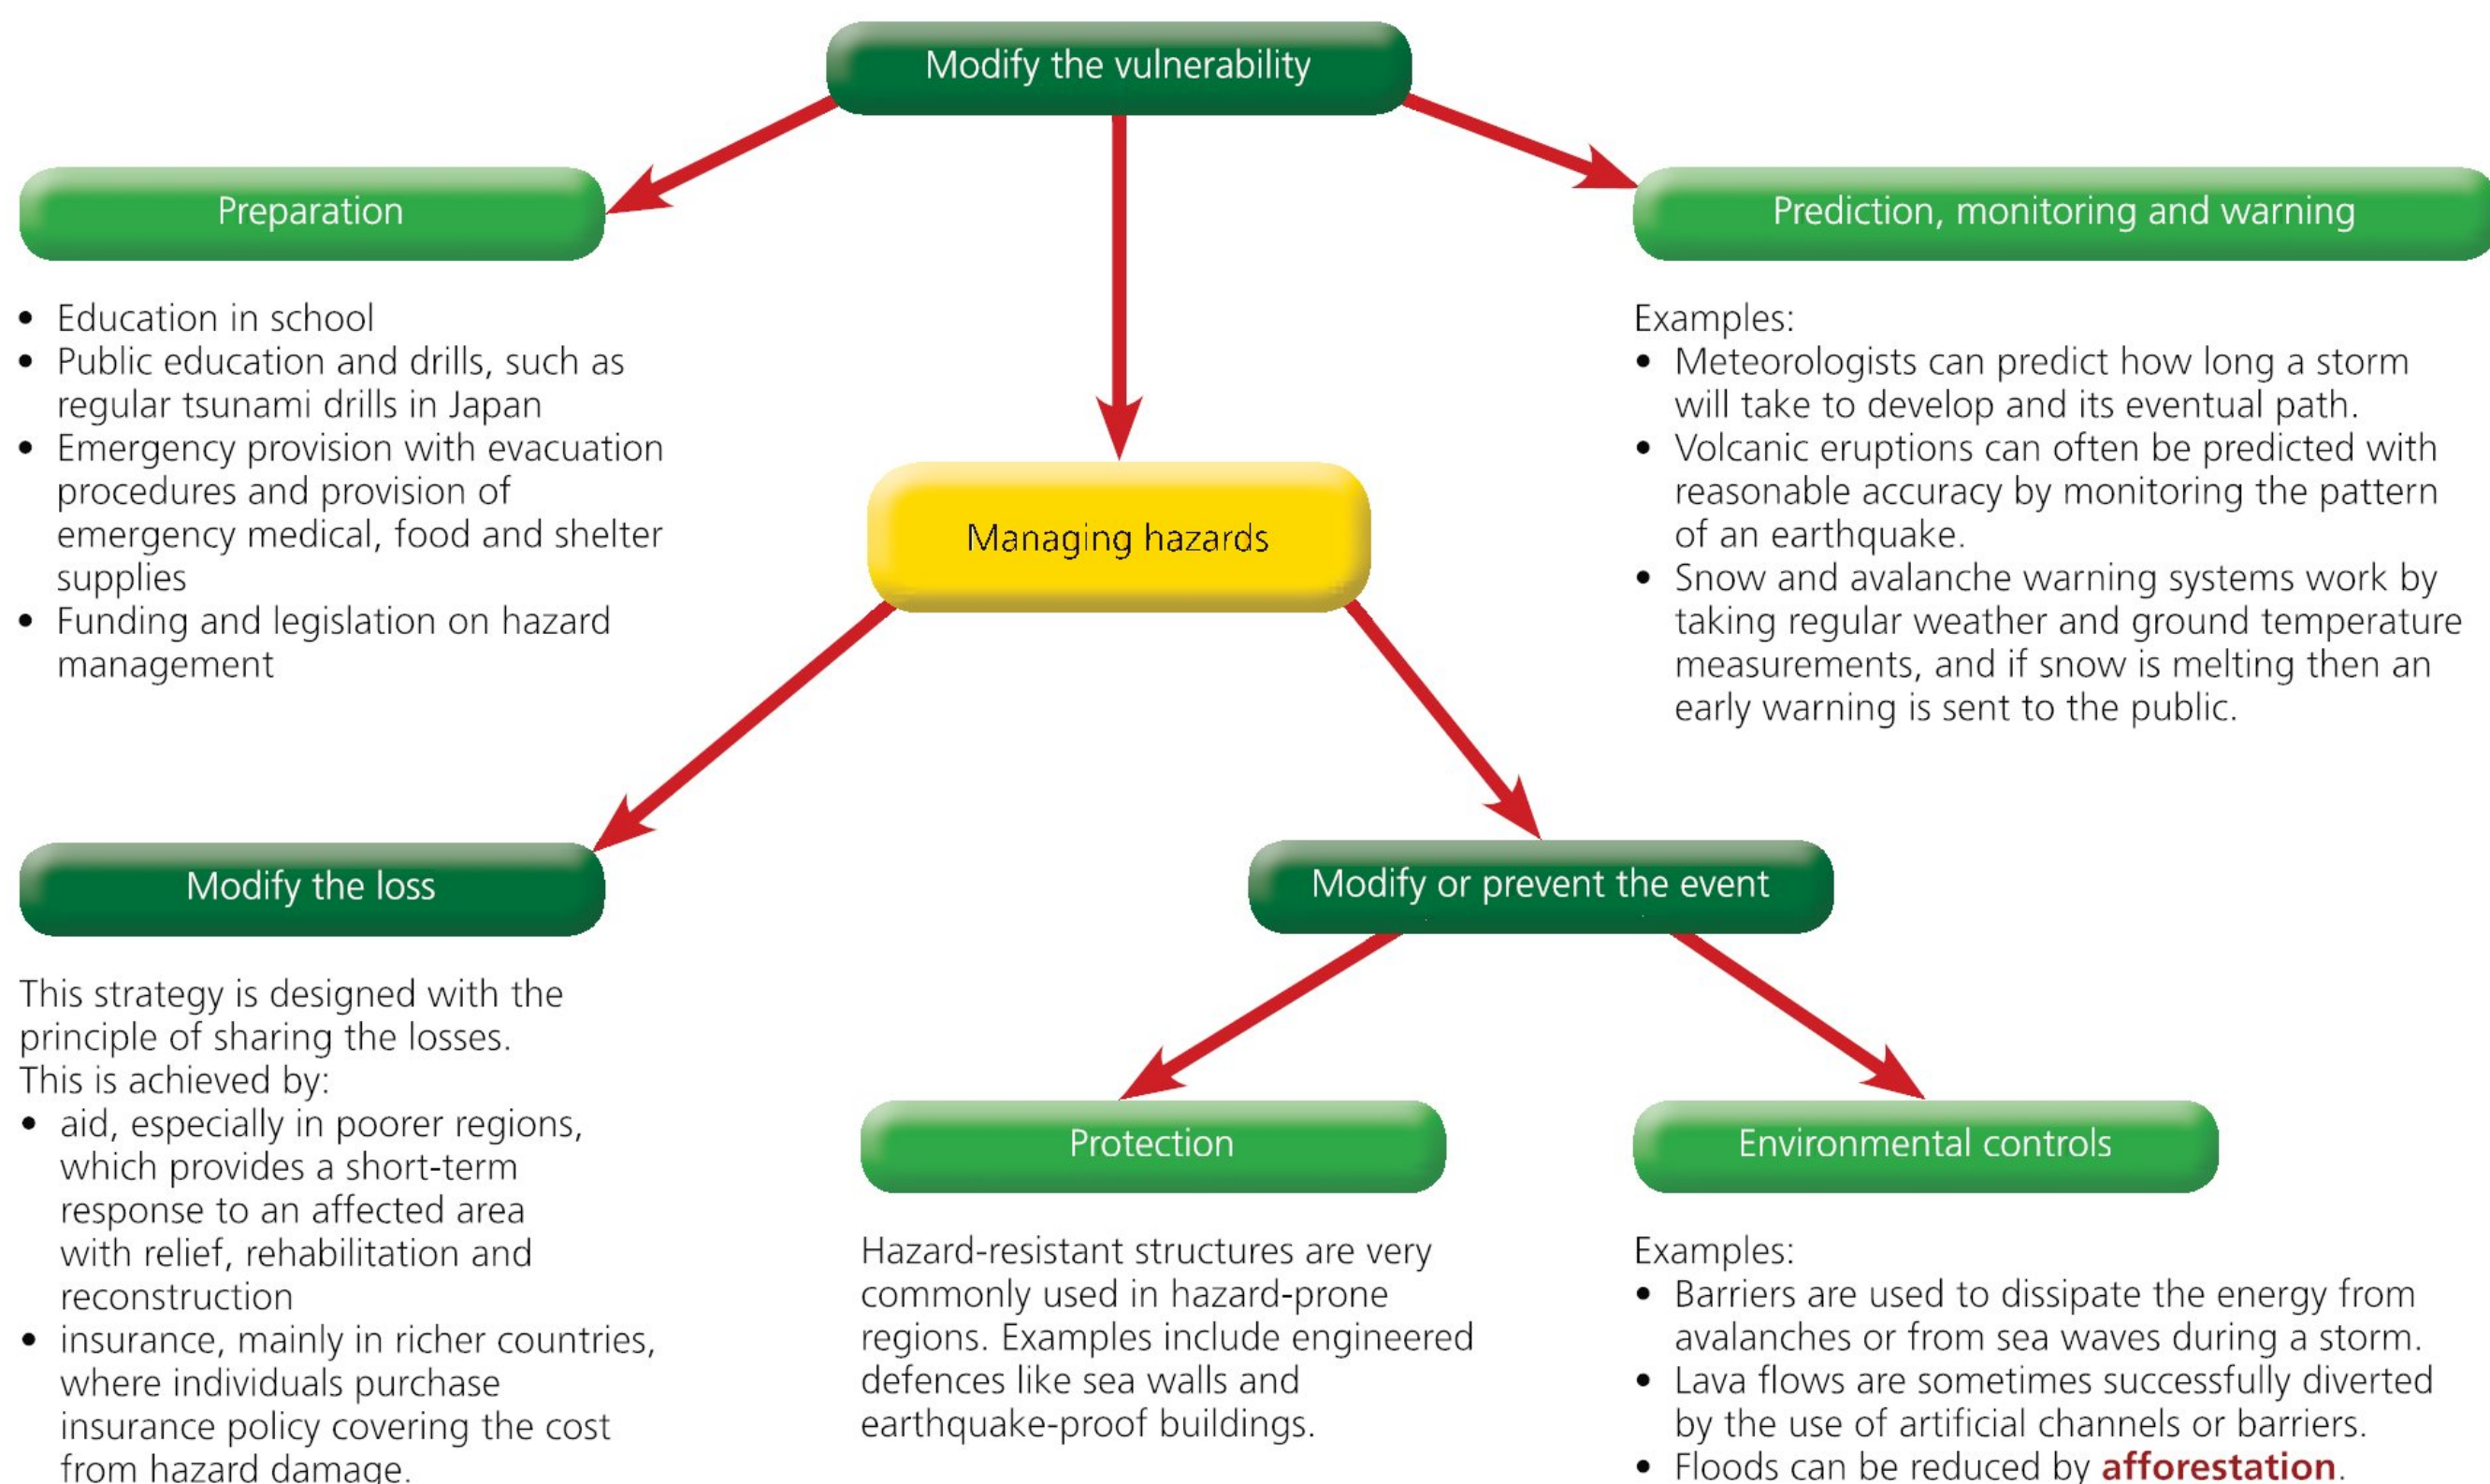 Modify the vulnerability
Preparation
• Education in school
• Public education and drills, such as
regular tsunami drills in Japan
• Emergency provision with evacuation
procedures and provision of
emergency medical, food and shelter
supplies
• Funding and legislation on hazard
management
Prediction, monitoring and warning
Examples:
• Meteorologists can predict how long a storm
will take to develop and its eventual path.
• Volcanic eruptions can often be predicted with
reasonable accuracy by monitoring the pattern
of an earthquake.
• Snow and avalanche warning systems work by
taking regular weather and ground temperature
measurements, and if snow is melting then an
early warning is sent to the public.
Managing hazards
Modify the loss
This strategy is designed with the
principle of sharing the losses.
This is achieved by:
• aid, especially in poorer regions,
which provides a short-term
response to an affected area
with relief, rehabilitation and
reconstruction
• insurance, mainly in richer countries,
where individuals purchase
insurance policy covering the cost
from hazard damage.
Modify or prevent the event
Protection
Hazard-resistant structures are very
commonly used in hazard-prone
regions. Examples include engineered
defences like sea walls and
earthquake-proof buildings.
Environmental controls
Examples:
• Barriers are used to dissipate the energy from
avalanches or from sea waves during a storm.
• Lava flows are sometimes successfully diverted
by the use of artificial channels or barriers.
• Floods can be reduced by afforestation.